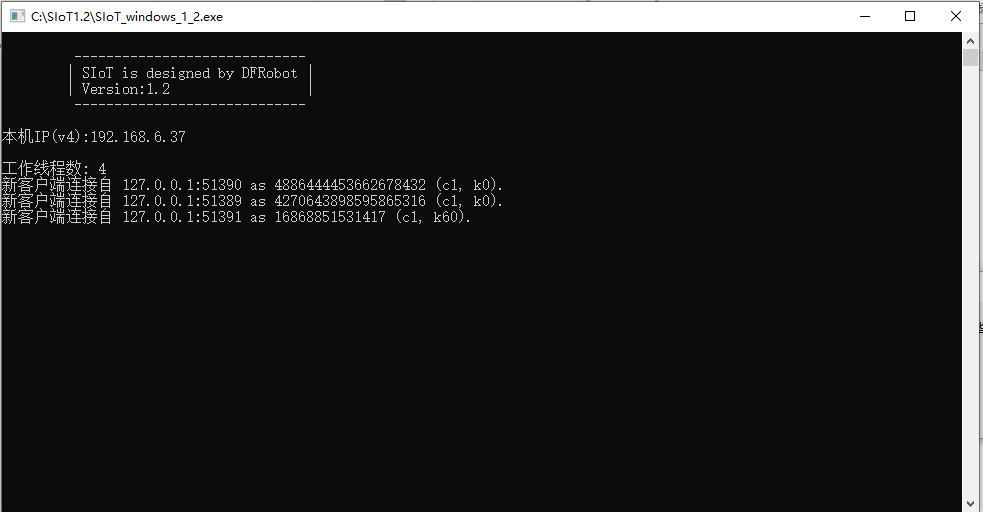 C:\SIoT1.2\SIoT_windows_1_2.exe
-----------------------------
| SIoT is designed by DFRobot |
| Version:1.2 |
-----------------------------
本机IP(v4):192.168.6.37
工作线程数: 4
新客户端连接自 127.0.0.1:51390 as 4886444453662678432 (c1, k0).
新客户端连接自 127.0.0.1:51389 as 4270643898595865316 (c1, k0).
新客户端连接自 127.0.0.1:51391 as 16868851531417 (c1, k60).